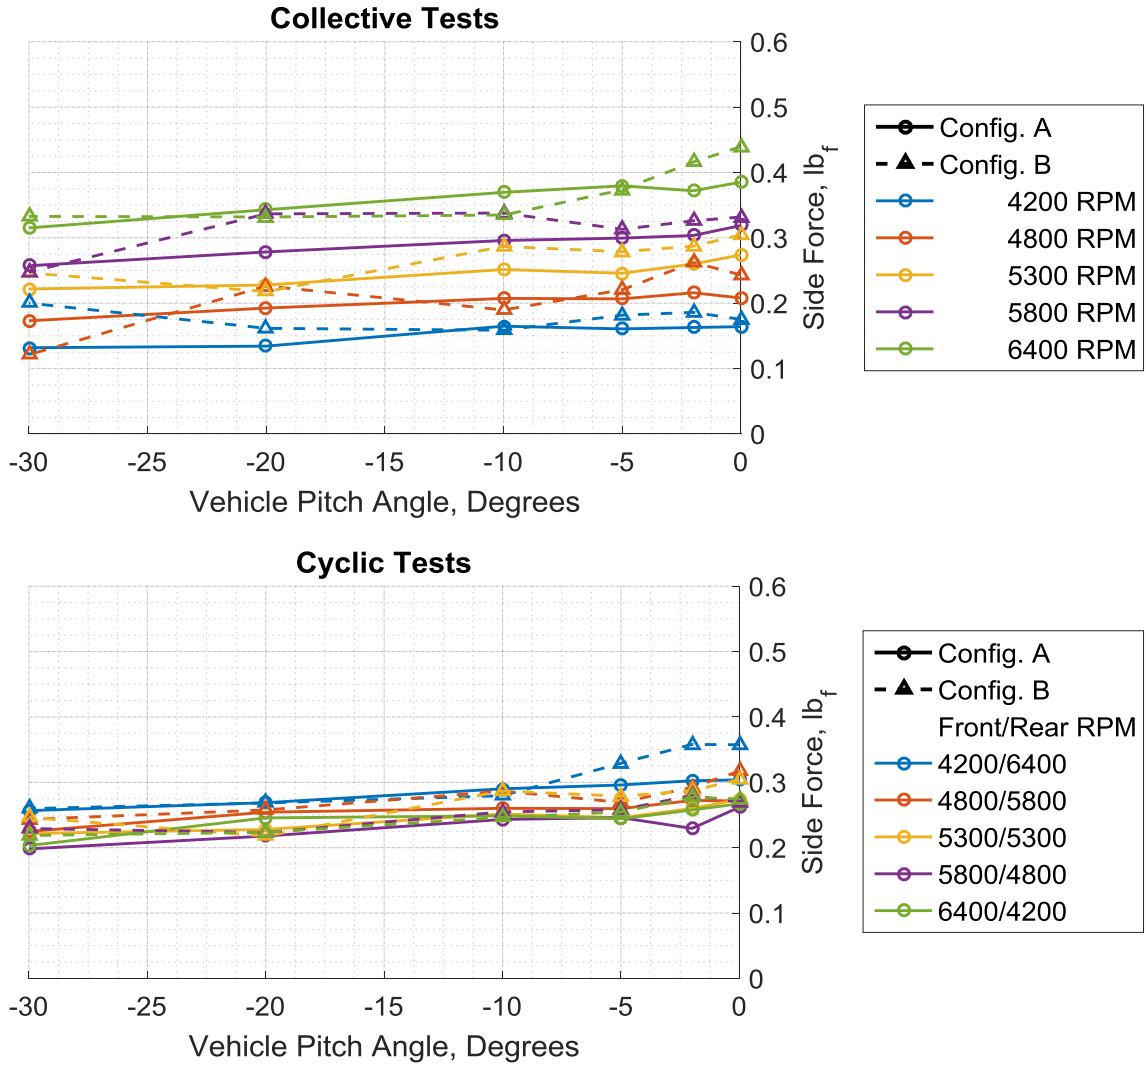 Collective Tests
0.6
0.5
0.4
0.3
0.2
0.1
0
Side Force, lb_f
-30 -25 -20 -15 -10 -5 0
Vehicle Pitch Angle, Degrees
Config. A
Config. B
4200 RPM
4800 RPM
5300 RPM
5800 RPM
6400 RPM
Cyclic Tests
0.6
0.5
0.4
0.3
0.2
0.1
0
Side Force, lb_f
-30 -25 -20 -15 -10 -5 0
Vehicle Pitch Angle, Degrees
Config. A
Config. B
Front/Rear RPM
4200/6400
4800/5800
5300/5300
5800/4800
6400/4200